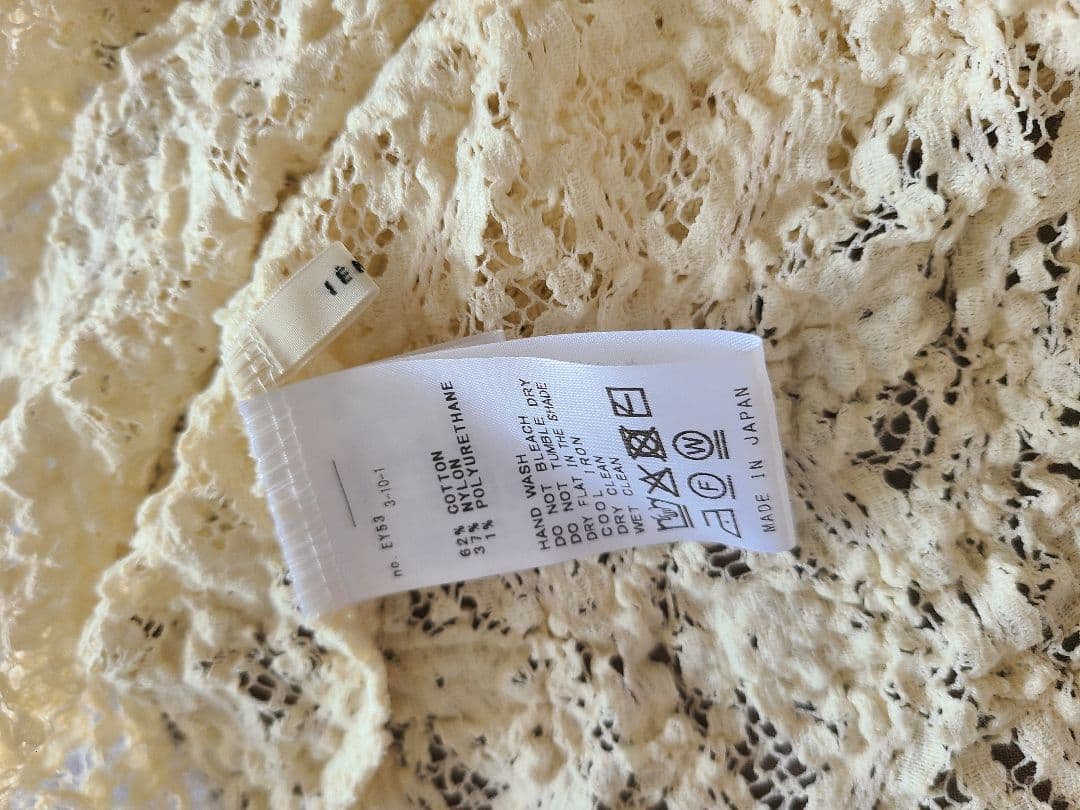 no. EY53 3-10-1
62% COTTON
37% NYLON
1% POLYURETHANE
HAND WASH
DO NOT BLEACH
DO NOT TUMBLE DRY
DRY FLAT IN THE SHADE
COOL IRON
DRY CLEAN
WET CLEAN
F W
MADE IN JAPAN